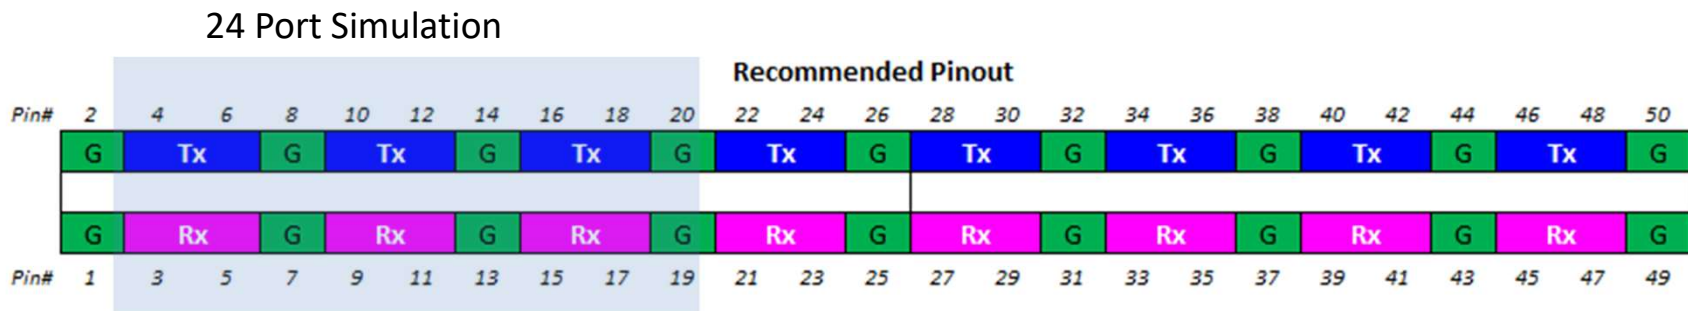 24 Port Simulation
Recommended Pinout
Pin# 2 4 6 8 10 12 14 16 18 20 22 24 26 28 30 32 34 36 38 40 42 44 46 48 50
G Tx G Tx G Tx G Tx G Tx G Tx G Tx G Tx G
G Rx G Rx G Rx G Rx G Rx G Rx G Rx G Rx G
Pin# 1 3 5 7 9 11 13 15 17 19 21 23 25 27 29 31 33 35 37 39 41 43 45 47 49